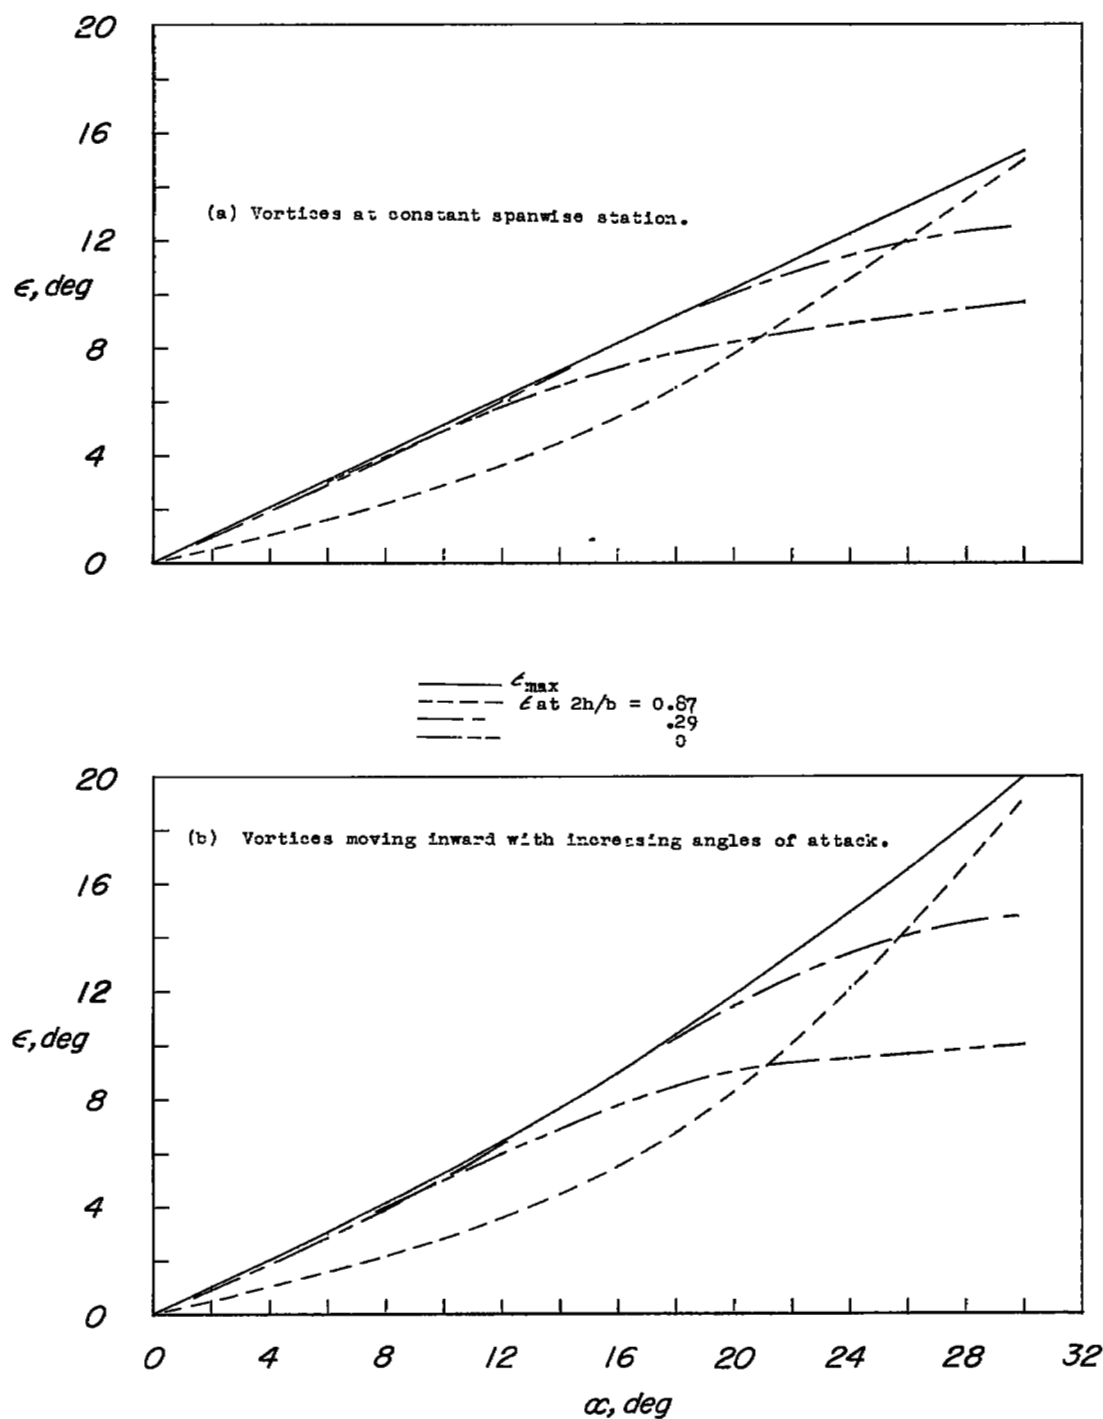 20
16
(a) Vortices at constant spanwise station.
12
ϵ, deg
8
4
0
ϵmax
ϵ at 2h/b = 0.87
.29
0
20
(b) Vortices moving inward with increasing angles of attack.
16
12
ϵ, deg
8
4
0
0 4 8 12 16 20 24 28 32
α, deg